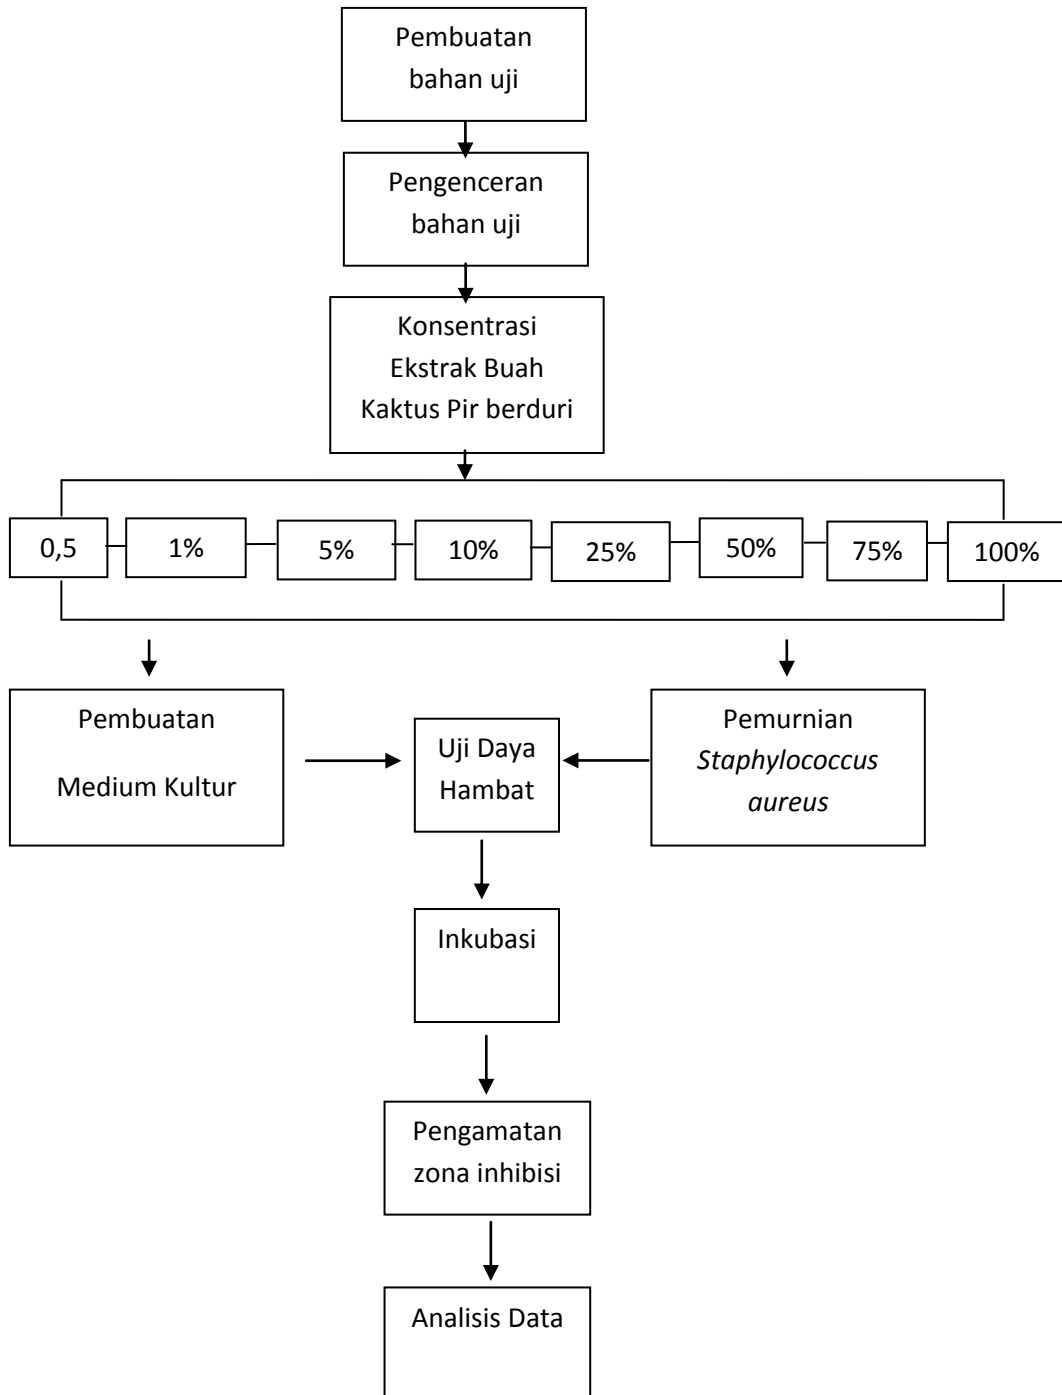 Pembuatan
bahan uji
Pengenceran
bahan uji
Konsentrasi
Ekstrak Buah
Kaktus Pir berduri
0,5 1% 5% 10% 25% 50% 75% 100%
Pembuatan
Medium Kultur
Uji Daya
Hambat
Pemurnian
Staphylococcus
aureus
Inkubasi
Pengamatan
zona inhibisi
Analisis Data